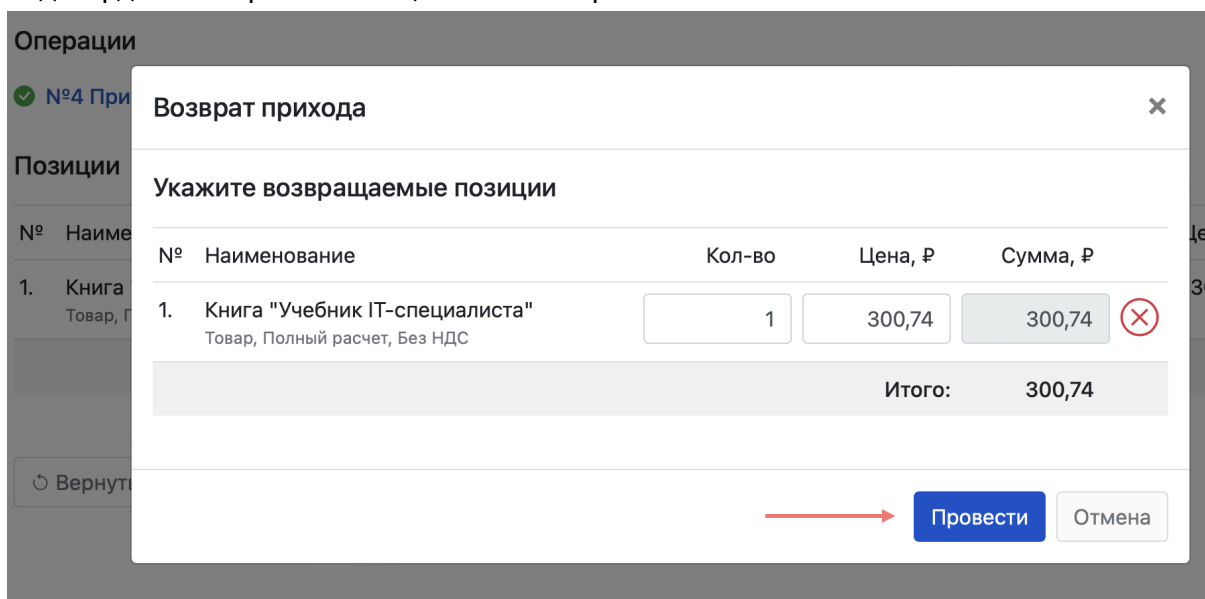 Операции
№4 При
Возврат прихода
Позиции
Укажите возвращаемые позиции
№ Наиме
№ Наименование Кол-во Цена, ₽ Сумма, ₽
1. Книга
Товар,
1. Книга "Учебник IT-специалиста" 1 300,74 300,74
Товар, Полный расчет, Без НДС
Итого: 300,74
Вернут
Провести Отмена